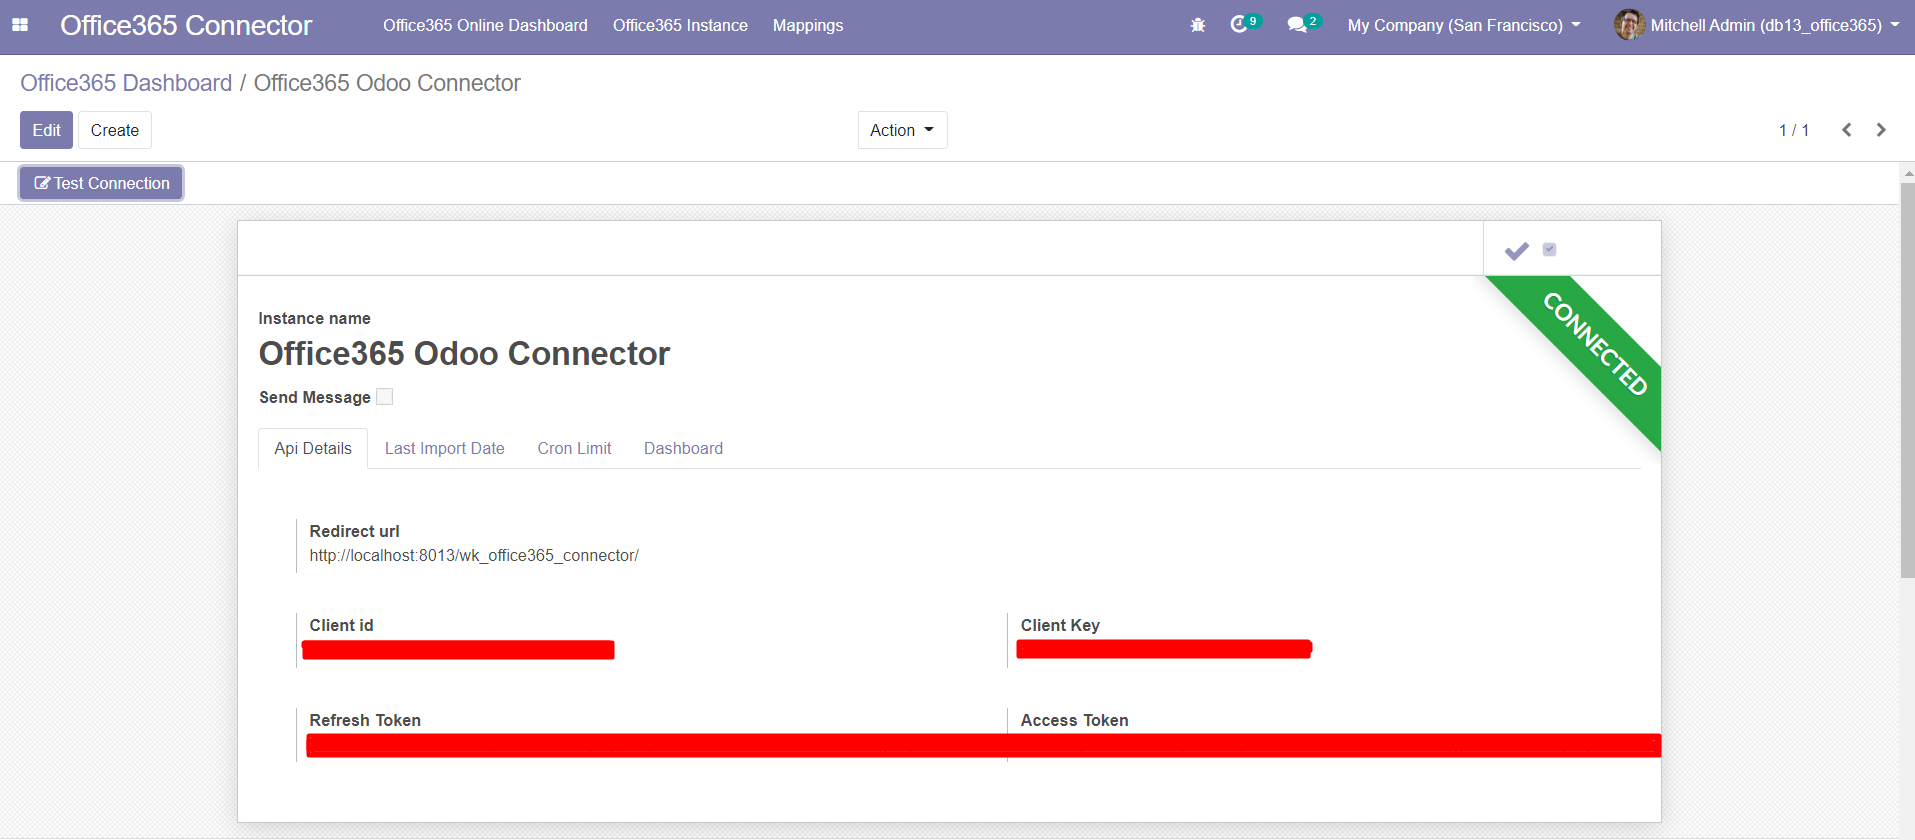 Office365 Connector Office365 Online Dashboard Office365 Instance Mappings 9 2 My Company (San Francisco) Mitchell Admin (db13_office365)
Office365 Dashboard / Office365 Odoo Connector
Edit Create Action 1 / 1
Test Connection
CONNECTED
Instance name
Office365 Odoo Connector
Send Message
Api Details Last Import Date Cron Limit Dashboard
Redirect url
http://localhost:8013/wk_office365_connector/
Client id Client Key
Refresh Token Access Token